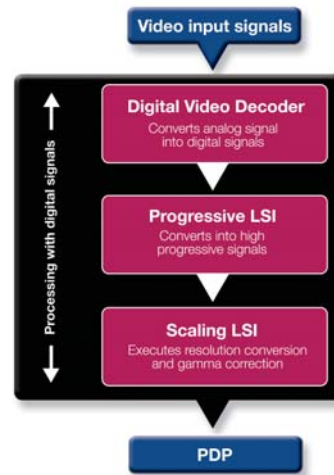 Video input signals
Processing with digital signals
Digital Video Decoder
Converts analog signal
into digital signals
Progressive LSI
Converts into high
progressive signals
Scaling LSI
Executes resolution conversion
and gamma correction
PDP